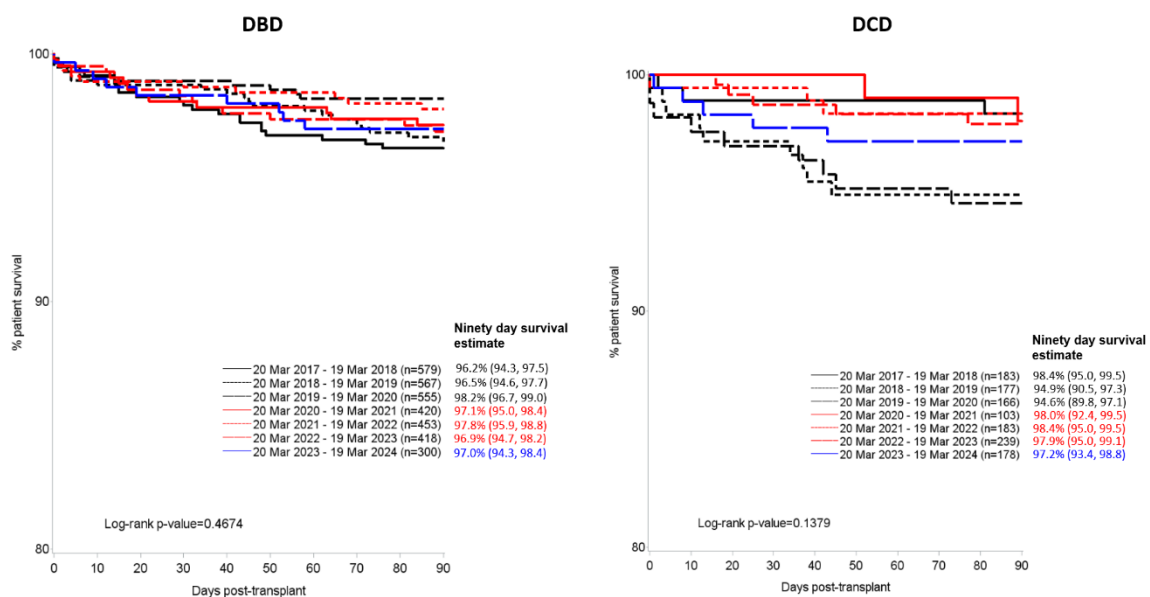 DBD
100
90
80
% patient survival
0 10 20 30 40 50 60 70 80 90
Days post-transplant
Ninety day survival
estimate
20 Mar 2017 - 19 Mar 2018 (n=579) 96.2% (94.3, 97.5)
20 Mar 2018 - 19 Mar 2019 (n=567) 96.5% (94.6, 97.7)
20 Mar 2019 - 19 Mar 2020 (n=555) 98.2% (96.7, 99.0)
20 Mar 2020 - 19 Mar 2021 (n=420) 97.1% (95.0, 98.4)
20 Mar 2021 - 19 Mar 2022 (n=453) 97.8% (95.9, 98.8)
20 Mar 2022 - 19 Mar 2023 (n=418) 96.9% (94.7, 98.2)
20 Mar 2023 - 19 Mar 2024 (n=300) 97.0% (94.3, 98.4)
Log-rank p-value=0.4674
DCD
100
90
80
% patient survival
0 10 20 30 40 50 60 70 80 90
Days post-transplant
Ninety day survival
estimate
20 Mar 2017 - 19 Mar 2018 (n=183) 98.4% (95.0, 99.5)
20 Mar 2018 - 19 Mar 2019 (n=177) 94.9% (90.5, 97.3)
20 Mar 2019 - 19 Mar 2020 (n=166) 94.6% (89.8, 97.1)
20 Mar 2020 - 19 Mar 2021 (n=103) 98.0% (92.4, 99.5)
20 Mar 2021 - 19 Mar 2022 (n=183) 98.4% (95.0, 99.5)
20 Mar 2022 - 19 Mar 2023 (n=239) 97.9% (95.0, 99.1)
20 Mar 2023 - 19 Mar 2024 (n=178) 97.2% (93.4, 98.8)
Log-rank p-value=0.1379